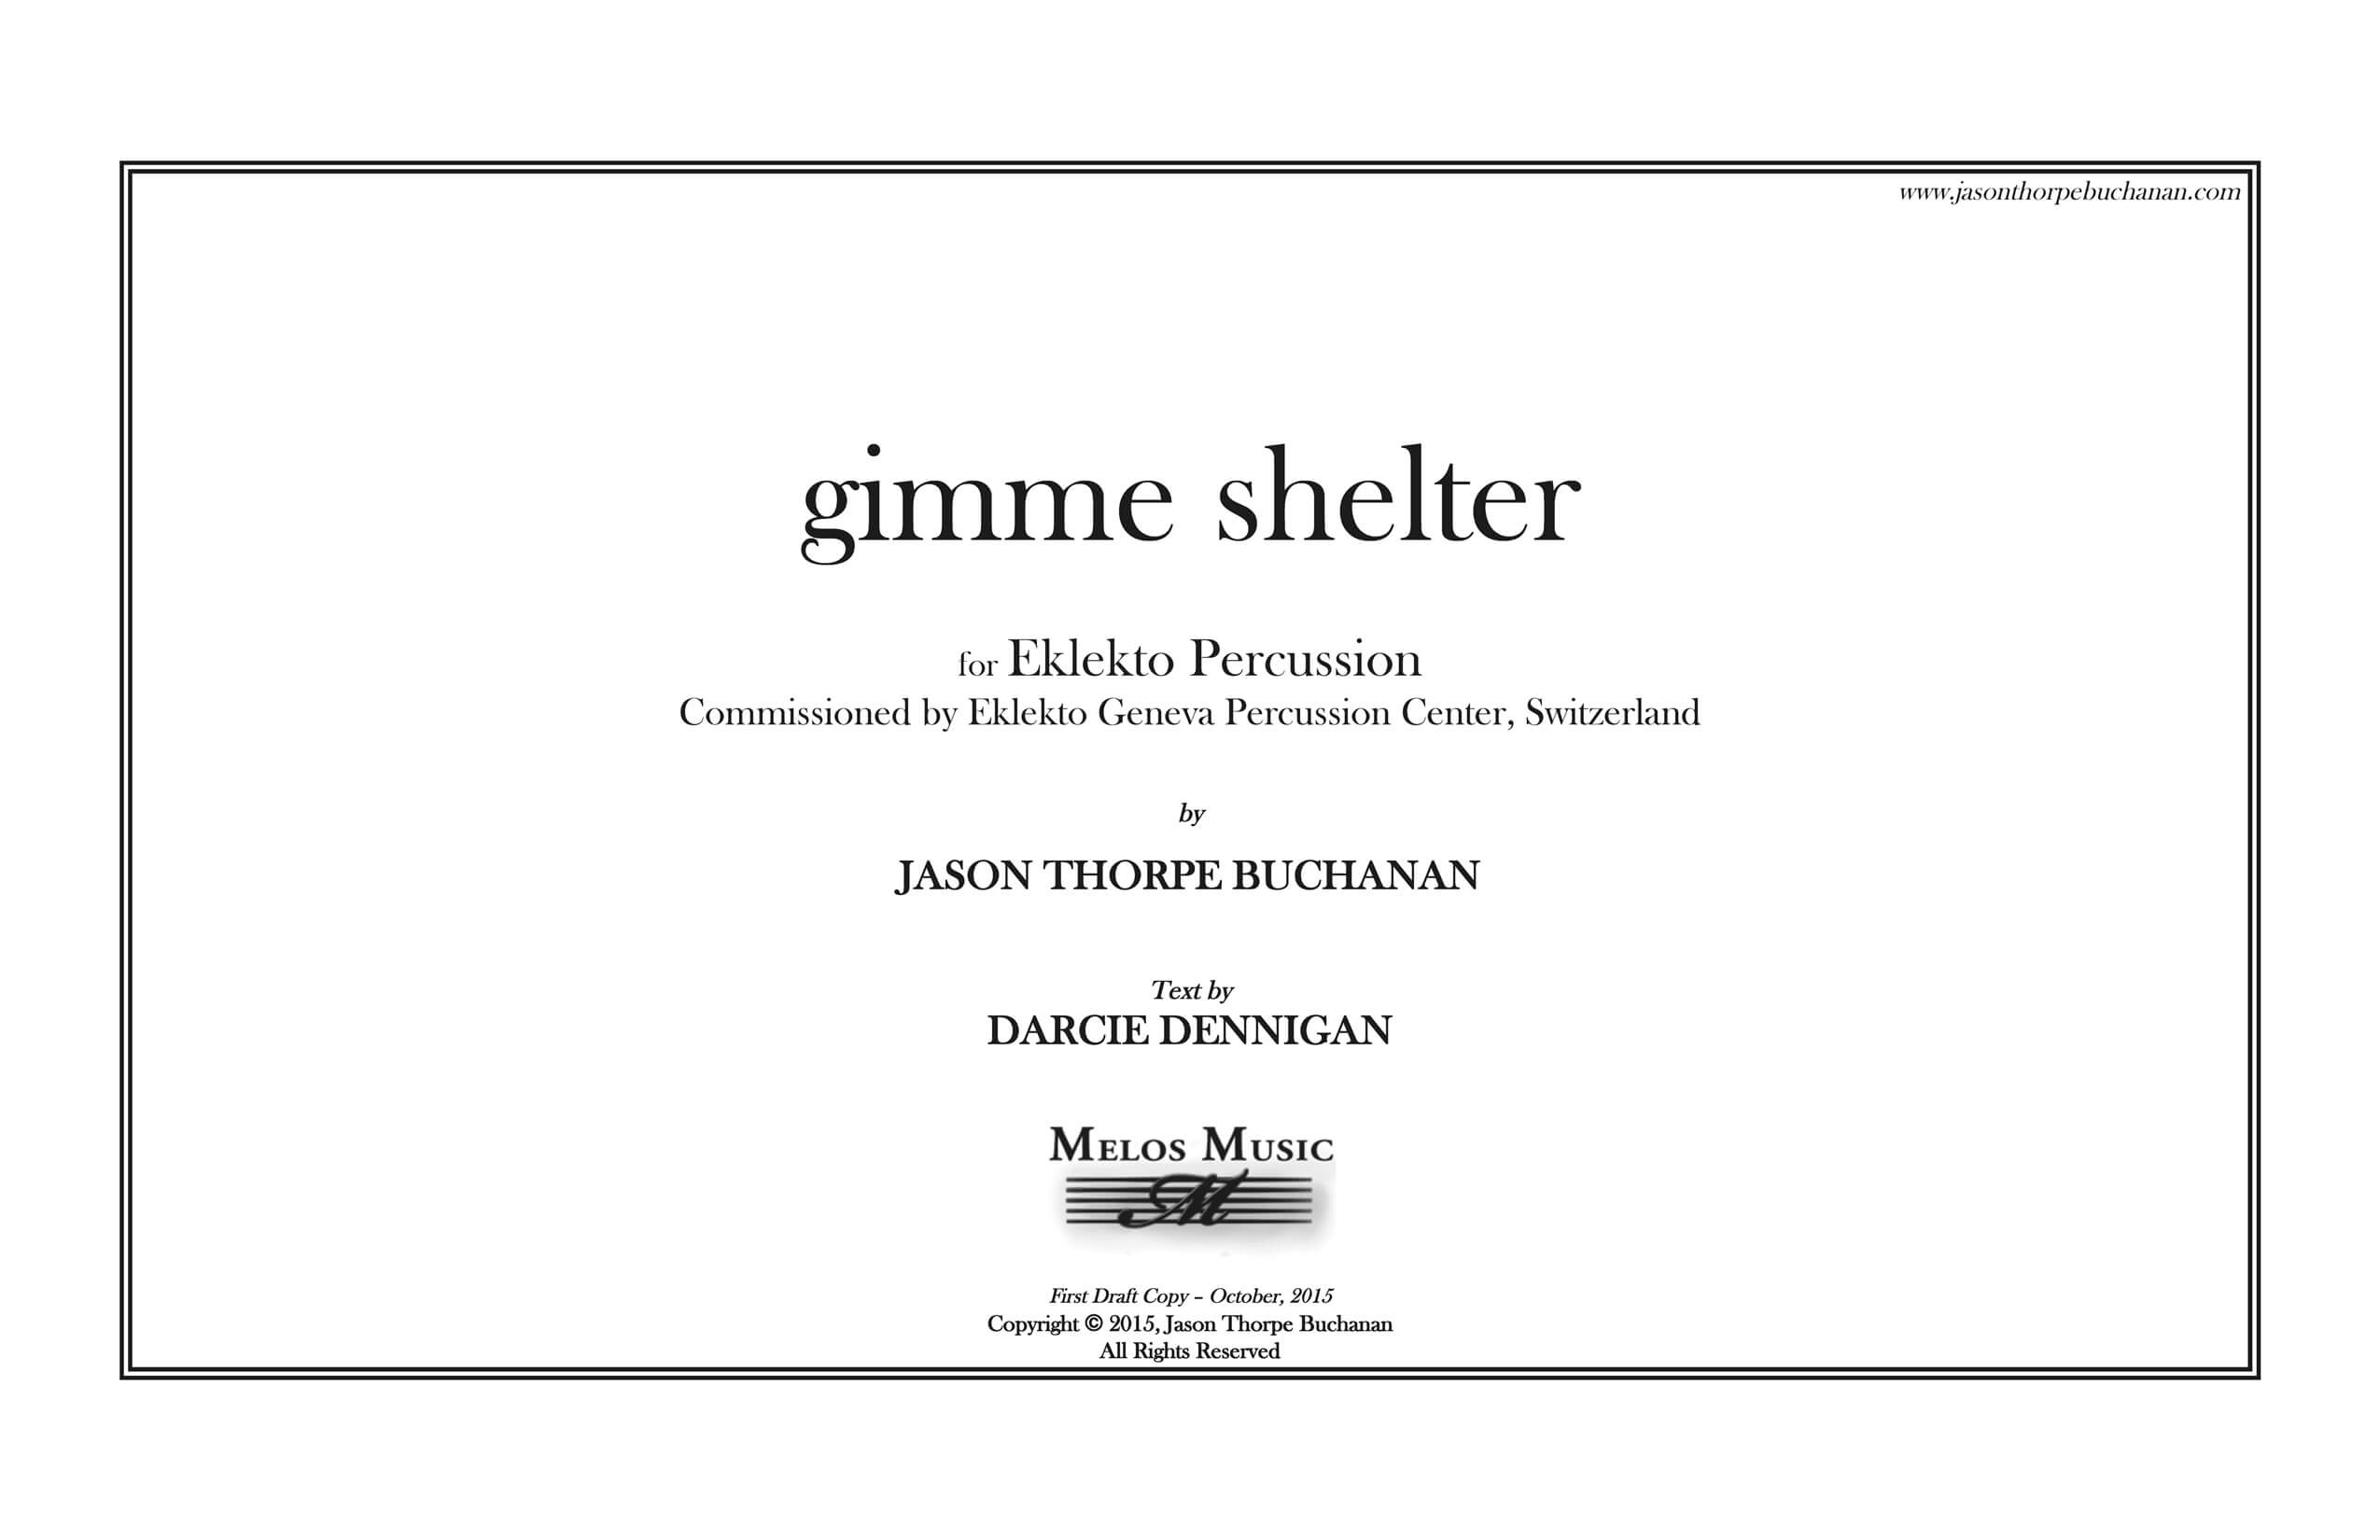 www.jasonthorpebuchanan.com
gimme shelter
for Eklekto Percussion
Commissioned by Eklekto Geneva Percussion Center, Switzerland
by
JASON THORPE BUCHANAN
Text by
DARCIE DENNIGAN
MELOS MUSIC
M
First Draft Copy – October, 2015
Copyright © 2015, Jason Thorpe Buchanan
All Rights Reserved